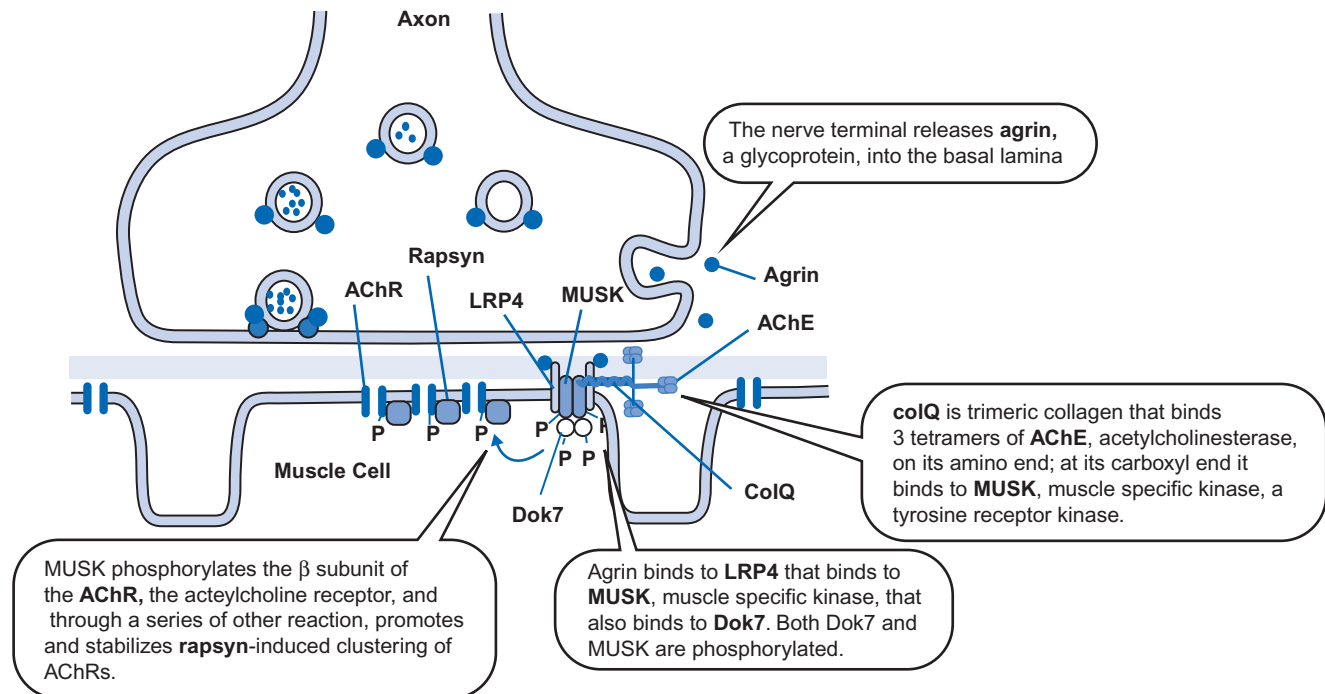 Axon
The nerve terminal releases agrin,
a glycoprotein, into the basal lamina
Rapsyn
AChR
LRP4
MUSK
Agrin
AChE
P
P
P
P
P
P P
Muscle Cell
Dok7
ColQ
colQ is trimeric collagen that binds
3 tetramers of AChE, acetylcholinesterase,
on its amino end; at its carboxyl end it
binds to MUSK, muscle specific kinase, a
tyrosine receptor kinase.
MUSK phosphorylates the β subunit of
the AChR, the acteylcholine receptor, and
through a series of other reaction, promotes
and stabilizes rapsyn-induced clustering of
AChRs.
Agrin binds to LRP4 that binds to
MUSK, muscle specific kinase, that
also binds to Dok7. Both Dok7 and
MUSK are phosphorylated.